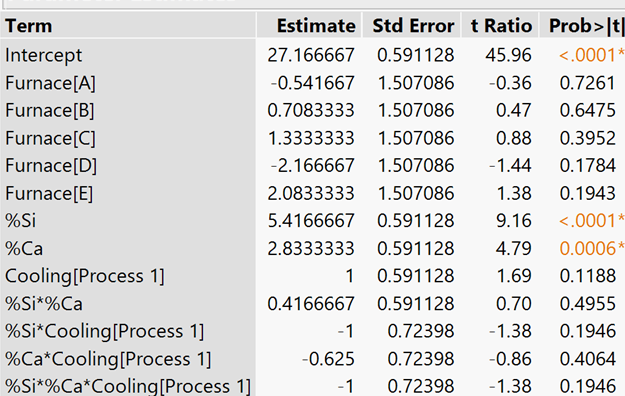 Term Estimate Std Error t Ratio Prob>|t|
Intercept 27.166667 0.591128 45.96 <.0001*
Furnace[A] -0.541667 1.507086 -0.36 0.7261
Furnace[B] 0.7083333 1.507086 0.47 0.6475
Furnace[C] 1.3333333 1.507086 0.88 0.3952
Furnace[D] -2.166667 1.507086 -1.44 0.1784
Furnace[E] 2.0833333 1.507086 1.38 0.1943
%Si 5.4166667 0.591128 9.16 <.0001*
%Ca 2.8333333 0.591128 4.79 0.0006*
Cooling[Process 1] 1 0.591128 1.69 0.1188
%Si*%Ca 0.4166667 0.591128 0.70 0.4955
%Si*Cooling[Process 1] -1 0.72398 -1.38 0.1946
%Ca*Cooling[Process 1] -0.625 0.72398 -0.86 0.4064
%Si*%Ca*Cooling[Process 1] -1 0.72398 -1.38 0.1946